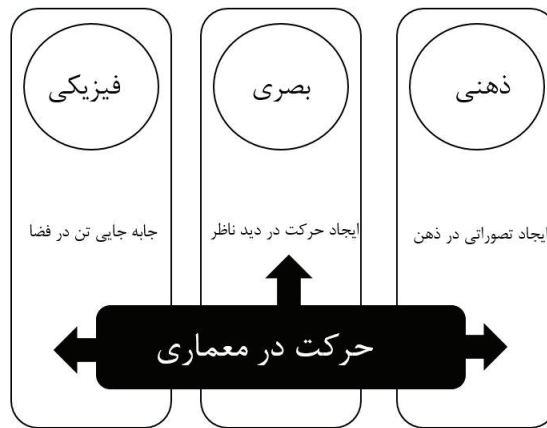 ذهنی
بصری
فیزیکی
ایجاد تصوراتی در ذهن
ایجاد حرکت در دید ناظر
جابه جایی تن در فضا
حرکت در معماری